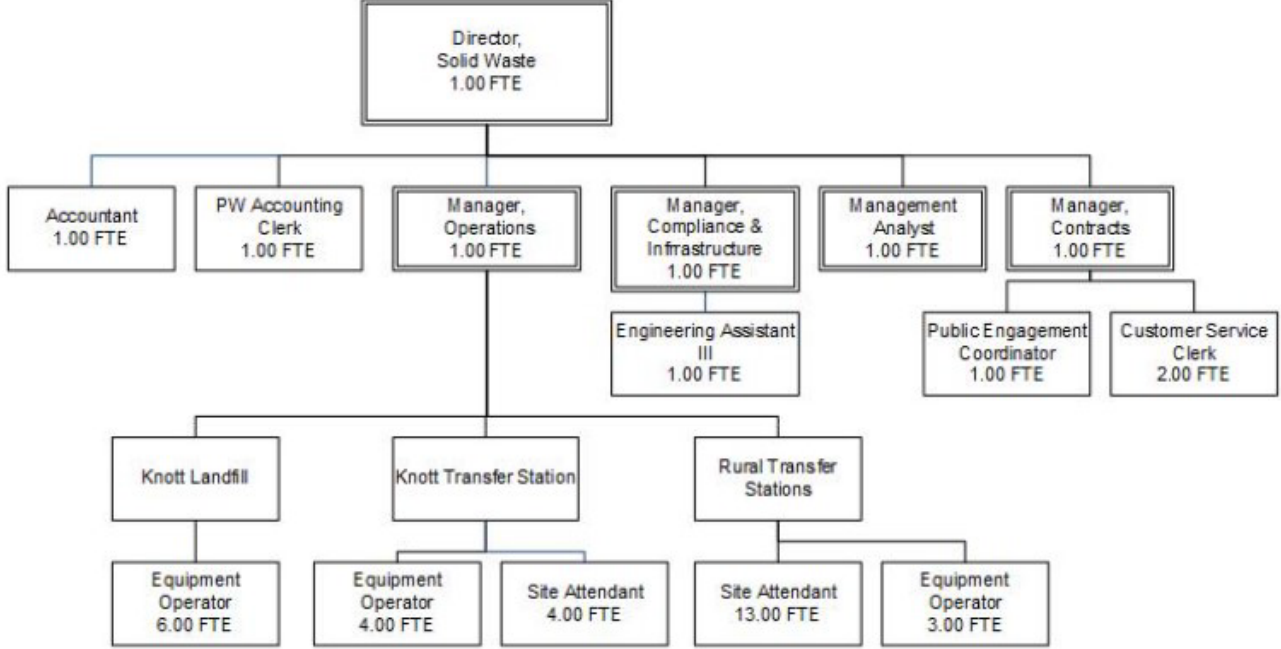 Director,
Solid Waste
1.00 FTE
Accountant
1.00 FTE
PW Accounting
Clerk
1.00 FTE
Manager,
Operations
1.00 FTE
Manager,
Compliance &
Infrastructure
1.00 FTE
Management
Analyst
1.00 FTE
Manager,
Contracts
1.00 FTE
Engineering Assistant
III
1.00 FTE
Public Engagement
Coordinator
1.00 FTE
Customer Service
Clerk
2.00 FTE
Knott Landfill
Knott Transfer Station
Rural Transfer
Stations
Equipment
Operator
6.00 FTE
Equipment
Operator
4.00 FTE
Site Attendant
4.00 FTE
Site Attendant
13.00 FTE
Equipment
Operator
3.00 FTE